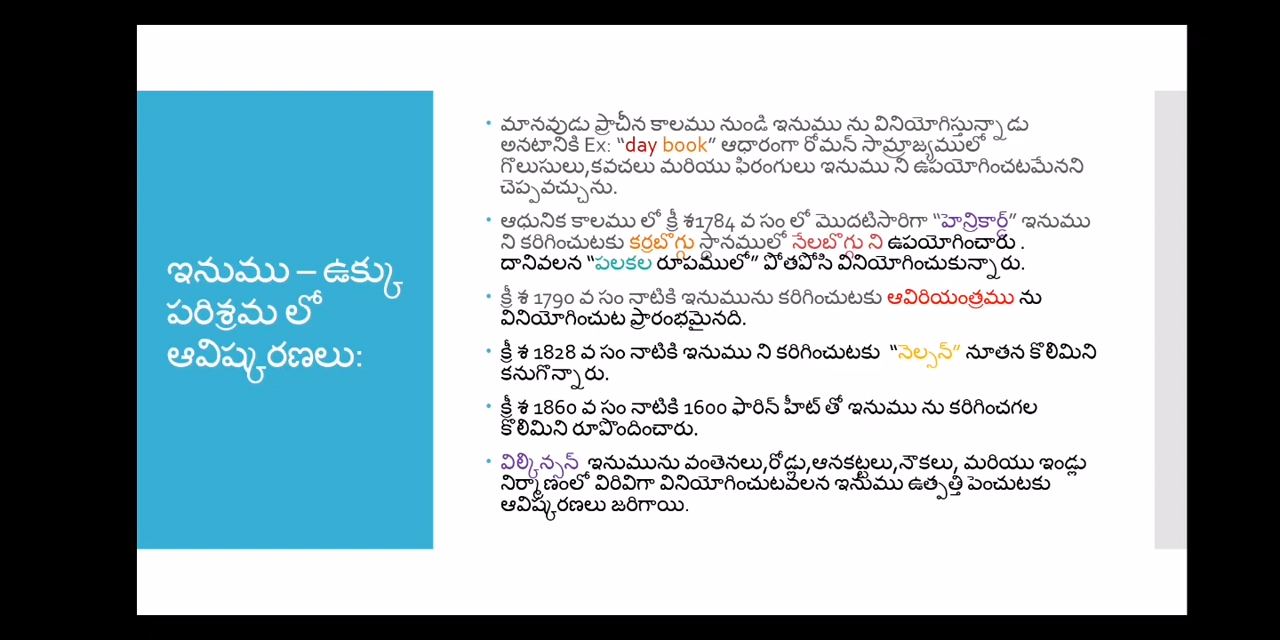 ఇనుము – ఉక్కు
పరిశ్రమ లో
ఆవిష్కరణలు:
• మానవుడు ప్రాచీన కాలము నుండి ఇనుము ను వినియోగిస్తున్నాడు
అనటానికి Ex: “day book” ఆధారంగా రోమన్ సామ్రాజ్యములో
గొలుసులు,కవచలు మరియు ఫిరంగులు ఇనుము ని ఉపయోగించటమేనని
చెప్పవచ్చును.
• ఆధునిక కాలము లో క్రీ శ1784 వ సం లో మొదటిసారిగా “హెన్రికార్డ్” ఇనుము
ని కరిగించుటకు కర్రబొగ్గు స్థానములో నేలబొగ్గు ని ఉపయోగించారు .
దానివలన “పలకల రూపములో” పోతపోసి వినియోగించుకున్నారు.
• క్రీ శ 1790 వ సం నాటికి ఇనుమును కరిగించుటకు ఆవిరియంత్రము ను
వినియోగించుట ప్రారంభమైనది.
• క్రీ శ 1828 వ సం నాటికి ఇనుము ని కరిగించుటకు “నెల్సన్” నూతన కొలిమిని
కనుగొన్నారు.
• క్రీ శ 1860 వ సం నాటికి 1600 ఫారిన్ హీట్ తో ఇనుము ను కరిగించగల
కొలిమిని రూపొందించారు.
• విల్కిన్సన్ ఇనుమును వంతెనలు,రోడ్లు,ఆనకట్టలు,నౌకలు, మరియు ఇండ్లు
నిర్మాణంలో విరివిగా వినియోగించుటవలన ఇనుము ఉత్పత్తి పెంచుటకు
ఆవిష్కరణలు జరిగాయి.